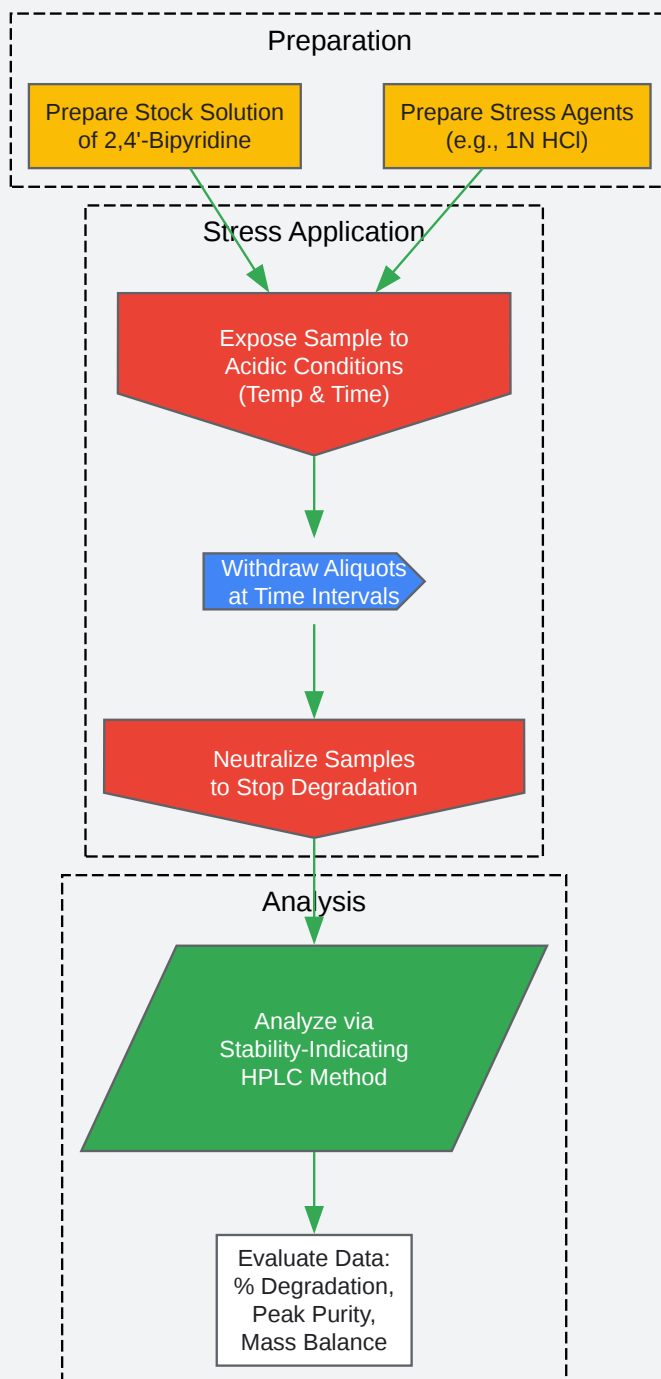 Preparation
Prepare Stock Solution
of 2,4'-Bipyridine
Prepare Stress Agents
(e.g., 1N HCl)
Stress Application
Expose Sample to
Acidic Conditions
(Temp & Time)
Withdraw Aliquots
at Time Intervals
Neutralize Samples
to Stop Degradation
Analysis
Analyze via
Stability-Indicating
HPLC Method
Evaluate Data:
% Degradation,
Peak Purity,
Mass Balance